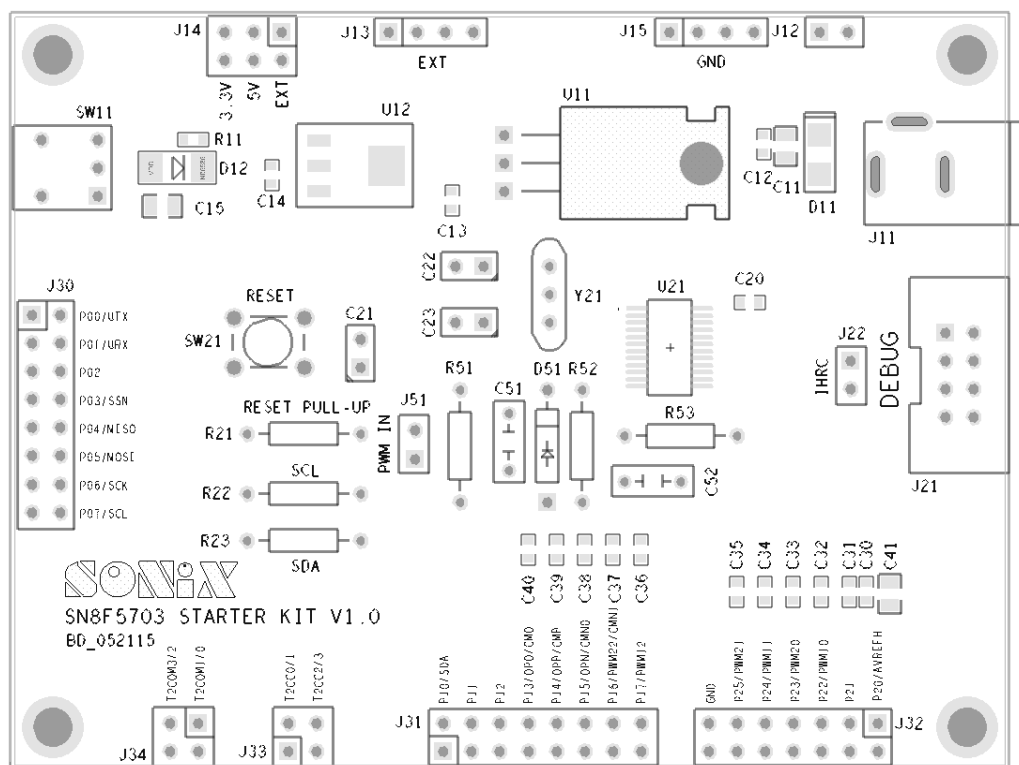 J14
J13
J15
J12
EXT
GND
3.3V
5V
EXT
SW11
R11
D12
C15
U12
C14
C13
U11
C12
C11
D11
J11
J30
P00/UTX
P01/URX
P02
P03/SSN
P04/MISO
P05/MOSI
P06/SCK
P07/SCL
RESET
SW21
C21
C22
C23
Y21
U21
C20
J22
IHRC
DEBUG
J21
RESET PULL-UP
R21
SCL
R22
R23
SDA
J51
PWM IN
R51
C51
D51
R52
R53
C52
C40
C39
C38
C37
C36
C35
C34
C33
C32
C31
C30
C41
SONiX
SN8F5703 STARTER KIT V1.0
BD_052115
T2COM3/2
T2COM1/0
J34
T2CC0/1
T2CC2/3
J33
P10/SDA
P11
P12
P13/OPO/CMO
P14/OPP/CMP
P15/OPN/CMN0
P16/PWM22/CMN1
P17/PWM12
J31
GND
P25/PWM21
P24/PWM11
P23/PWM20
P22/PWM10
P21
P20/AVREFH
J32